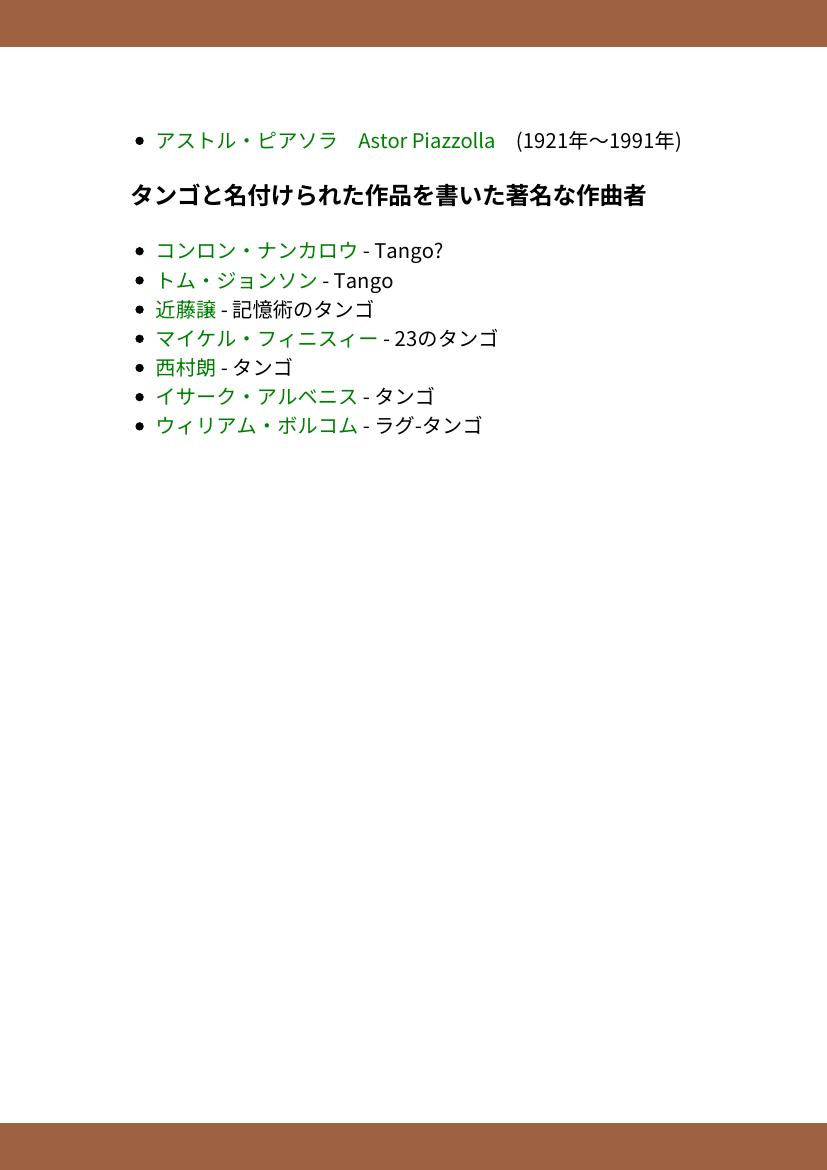 • アストル・ピアソラ　Astor Piazzolla　(1921年〜1991年)
タンゴと名付けられた作品を書いた著名な作曲者
• コンロン・ナンカロウ - Tango?
• トム・ジョンソン - Tango
• 近藤譲 - 記憶術のタンゴ
• マイケル・フィニスィー - 23のタンゴ
• 西村朗 - タンゴ
• イサーク・アルベニス - タンゴ
• ウィリアム・ボルコム - ラグ-タンゴ